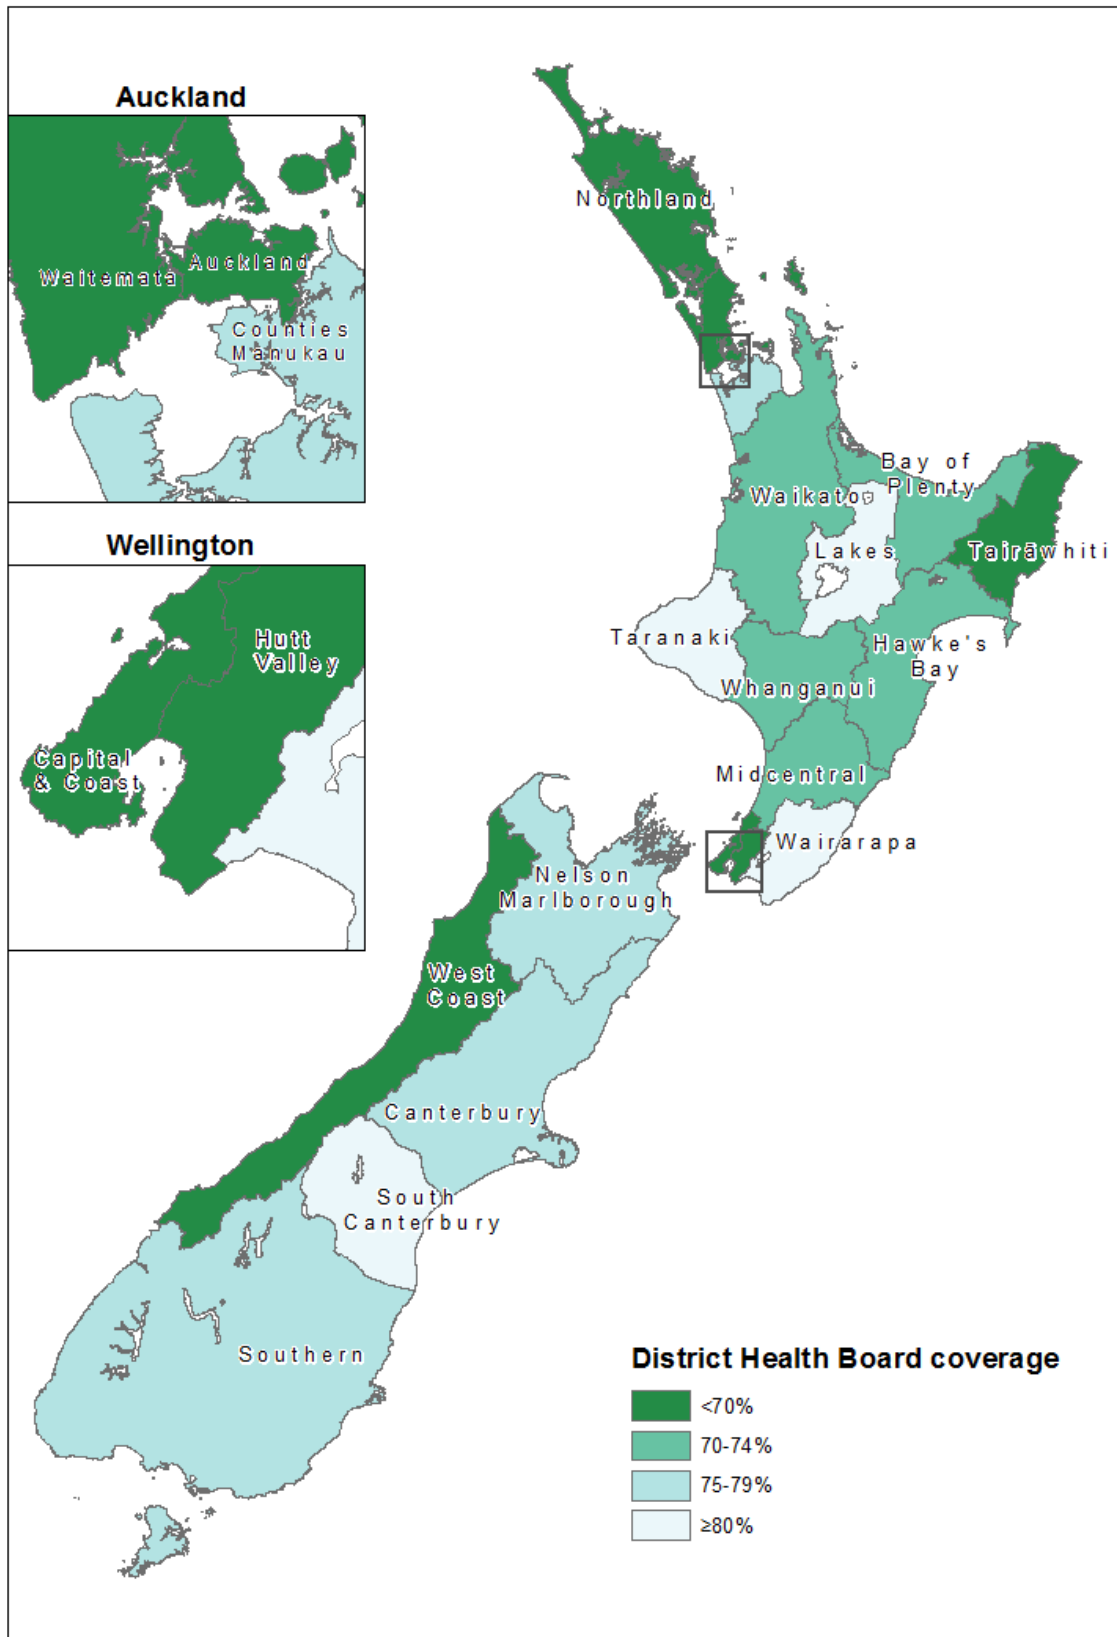 Auckland
Waitematā
Auckland
Counties
Manukau
Wellington
Hutt
Valley
Capital
& Coast
Northland
Waikato
Bay of
Plenty
Lakes
Tairāwhiti
Taranaki
Hawke's
Bay
Whanganui
Midcentral
Wairarapa
Nelson
Marlborough
West
Coast
Canterbury
South
Canterbury
Southern
District Health Board coverage
<70%
70-74%
75-79%
≥80%